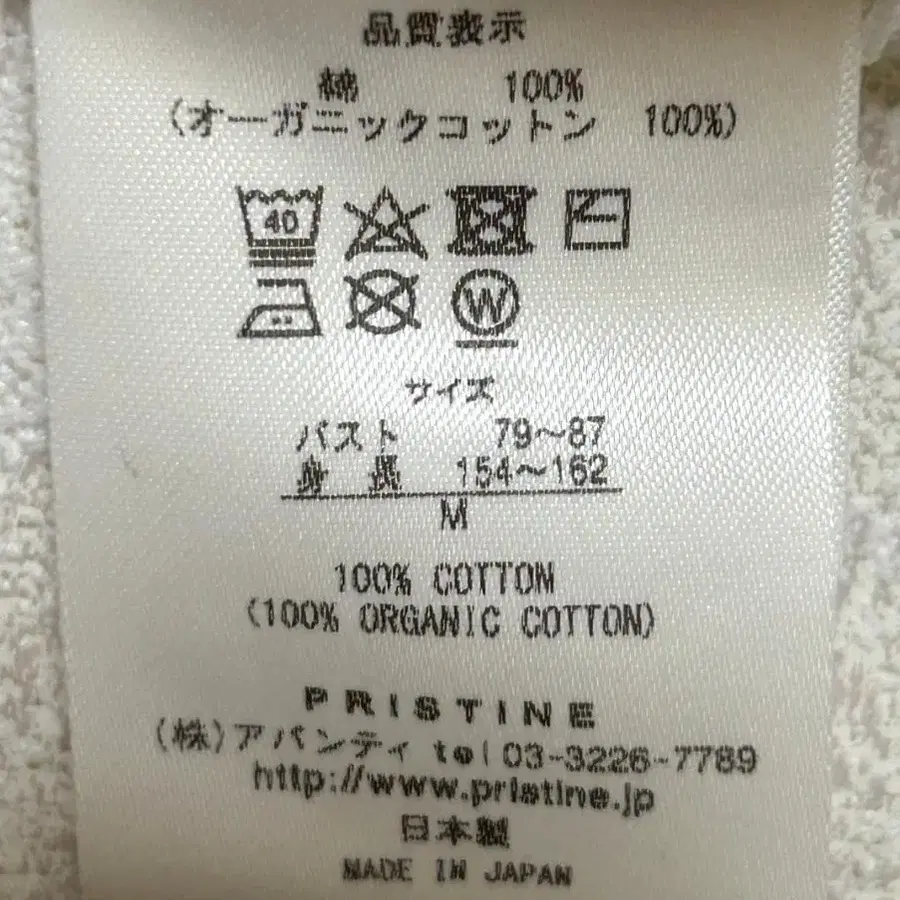 品質表示
綿 100%
(オーガニックコットン 100%)
40
W
サイズ
バスト 79~87
身長 154~162
M
100% COTTON
(100% ORGANIC COTTON)
PRISTINE
(株)アバンティ tel 03-3226-7789
http://www.pristine.jp
日本製
MADE IN JAPAN